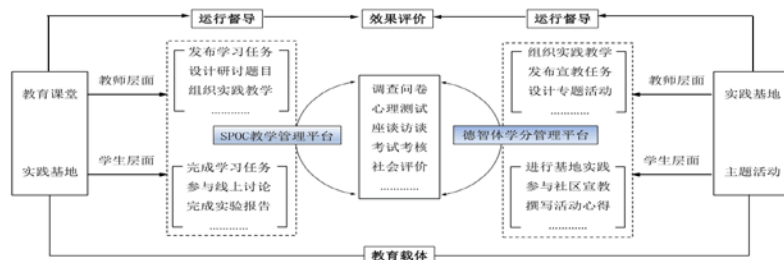 运行督导
效果评价
运行督导
教育课堂
实践基地
教师层面
学生层面
发布学习任务
设计研讨题目
组织实践教学
…………
SPOC教学管理平台
完成学习任务
参与线上讨论
完成实验报告
…………
调查问卷
心理测试
座谈访谈
考试考核
社会评价
…………
组织实践教学
发布宣教任务
设计专题活动
…………
德智体学分管理平台
进行基地实践
参与社区宣教
撰写活动心得
…………
教师层面
学生层面
实践基地
主题活动
教育载体